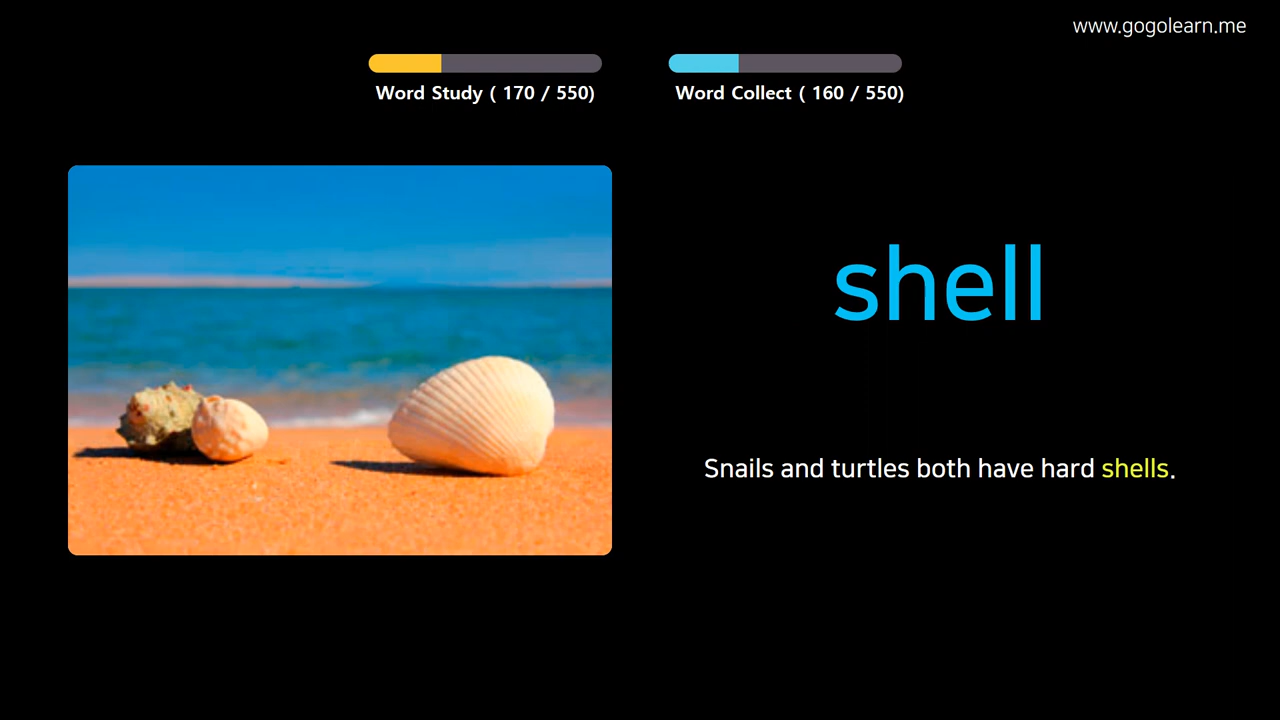 www.gogolearn.me
Word Study ( 170 / 550)
Word Collect ( 160 / 550)
shell
Snails and turtles both have hard shells.